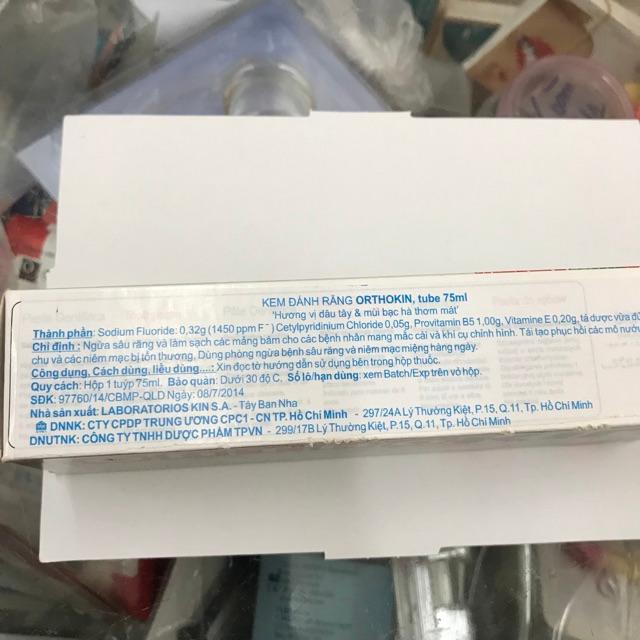 KEM ĐÁNH RĂNG ORTHOKIN, tube 75ml
'Hương vị dâu tây & mùi bạc hà thơm mát'
Thành phần: Sodium Fluoride: 0,32g (1450 ppm F⁻) Cetylpyridinium Chloride 0,05g, Provitamin B5 1,00g, Vitamine E 0,20g, tá dược vừa đủ
Chỉ định : Ngừa sâu răng và làm sạch các mảng bám cho các bệnh nhân mang mắc cài và khí cụ chỉnh hình. Tái tạo phục hồi các mô nướu
chu và các niêm mạc bị tổn thương. Dùng phòng ngừa bệnh sâu răng và niêm mạc miệng hàng ngày.
Công dụng, Cách dùng, liều dùng....: Xin đọc tờ hướng dẫn sử dụng bên trong hộp thuốc.
Quy cách: Hộp 1 tuýp 75ml. Bảo quản: Dưới 30 độ C. Số lô/hạn dùng: xem Batch/Exp trên vỏ hộp.
SĐK: 97760/14/CBMP-QLD Ngày: 08/7/2014
Nhà sản xuất: LABORATORIOS KIN S.A. - Tây Ban Nha
DNNK: CTY CPDP TRUNG ƯƠNG CPC1 - CN TP. Hồ Chí Minh - 297/24A Lý Thường Kiệt, P.15, Q.11, Tp. Hồ Chí Minh
DNUTNK: CÔNG TY TNHH DƯỢC PHẨM TPVN - 299/17B Lý Thường Kiệt, P.15, Q.11, Tp. Hồ Chí Minh